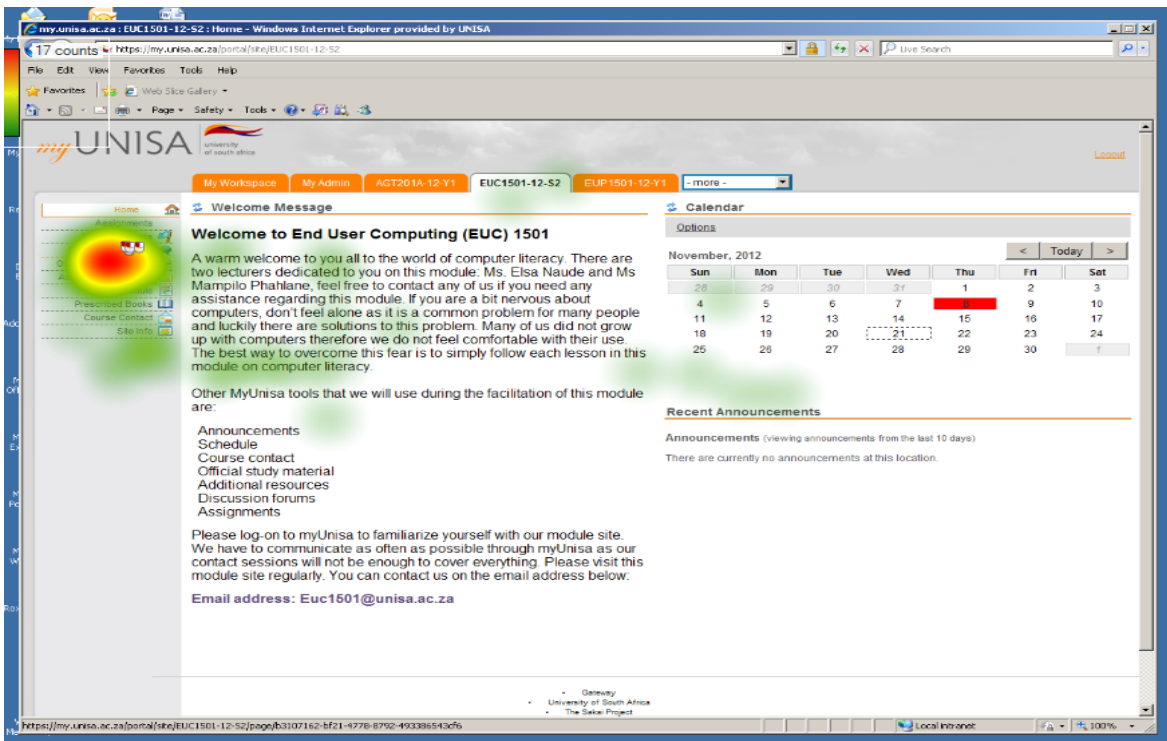 my.unisa.ac.za : EUC1501-12-S2 : Home - Windows Internet Explorer provided by UNISA
17 counts
https://my.unisa.ac.za/portal/site/EUC1501-12-S2
Live Search
File Edit View Favorites Tools Help
Favorites Web Slice Gallery
Page Safety Tools
myUNISA university of south africa
Logout
My Workspace My Admin AGT201A-12-Y1 EUC1501-12-S2 EUP1501-12-Y1 - more -
Home
Assignments
Prescribed Books
Course Contact
Site Info
Welcome Message
Welcome to End User Computing (EUC) 1501
A warm welcome to you all to the world of computer literacy. There are
two lecturers dedicated to you on this module: Ms. Elsa Naude and Ms
Mampilo Phahlane, feel free to contact any of us if you need any
assistance regarding this module. If you are a bit nervous about
computers, don't feel alone as it is a common problem for many people
and luckily there are solutions to this problem. Many of us did not grow
up with computers therefore we do not feel comfortable with their use.
The best way to overcome this fear is to simply follow each lesson in this
module on computer literacy.
Other MyUnisa tools that we will use during the facilitation of this module
are:
Announcements
Schedule
Course contact
Official study material
Additional resources
Discussion forums
Assignments
Please log-on to myUnisa to familiarize yourself with our module site.
We have to communicate as often as possible through myUnisa as our
contact sessions will not be enough to cover everything. Please visit this
module site regularly. You can contact us on the email address below:
Email address: Euc1501@unisa.ac.za
Calendar
Options
November, 2012
< Today >
Sun Mon Tue Wed Thu Fri Sat
28 29 30 31 1 2 3
4 5 6 7 8 9 10
11 12 13 14 15 16 17
18 19 20 21 22 23 24
25 26 27 28 29 30 1
Recent Announcements
Announcements (viewing announcements from the last 10 days)
There are currently no announcements at this location.
Gateway
University of South Africa
The Sakai Project
https://my.unisa.ac.za/portal/site/EUC1501-12-S2/page/b3107162-bf21-4778-8792-493386543cf6
Local intranet
100%